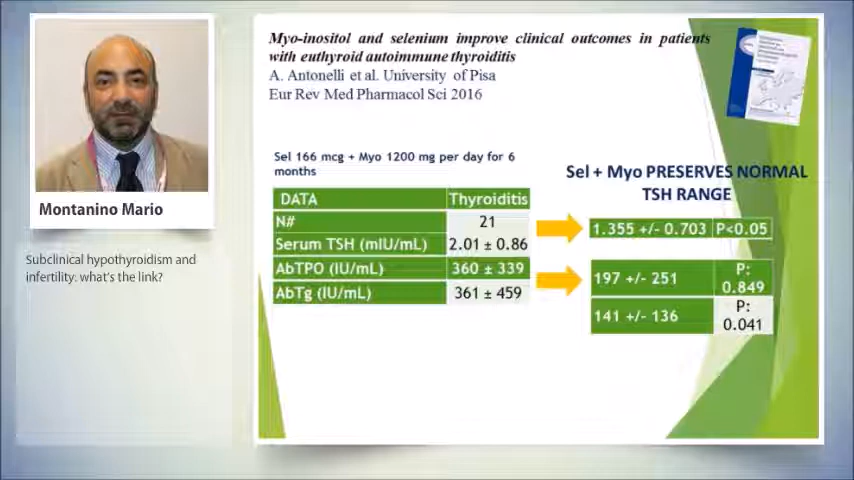 Montanino Mario
Subclinical hypothyroidism and
infertility: what's the link?
Myo-inositol and selenium improve clinical outcomes in patients
with euthyroid autoimmune thyroiditis
A. Antonelli et al. University of Pisa
Eur Rev Med Pharmacol Sci 2016
Sel 166 mcg + Myo 1200 mg per day for 6
months
DATA Thyroiditis
N# 21
Serum TSH (mIU/mL) 2.01 ± 0.86
AbTPO (IU/mL) 360 ± 339
AbTg (IU/mL) 361 ± 459
Sel + Myo PRESERVES NORMAL
TSH RANGE
1.355 +/- 0.703 P<0.05
197 +/- 251 P: 
0.849
141 +/- 136 P:
0.041